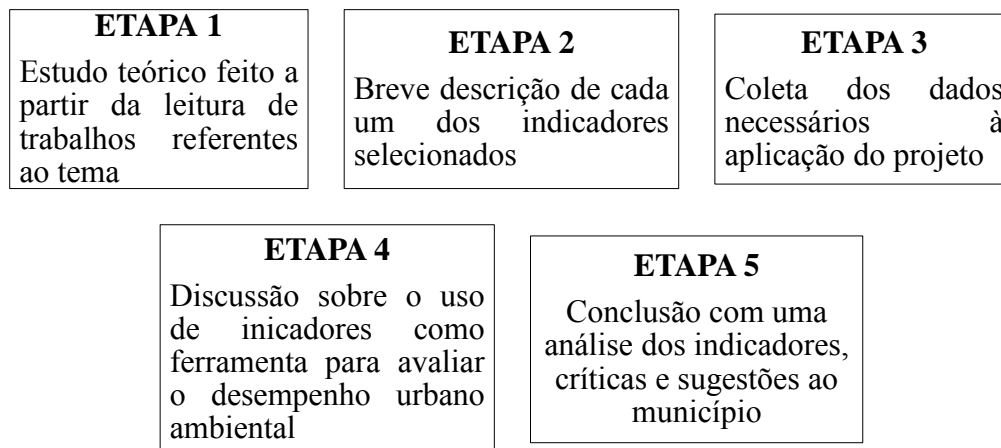 ETAPA 1
Estudo teórico feito a
partir da leitura de
trabalhos referentes
ao tema
ETAPA 2
Breve descrição de cada
um dos indicadores
selecionados
ETAPA 3
Coleta dos dados
necessários à
aplicação do projeto
ETAPA 4
Discussão sobre o uso
de inicadores como
ferramenta para avaliar
o desempenho urbano
ambiental
ETAPA 5
Conclusão com uma
análise dos indicadores,
críticas e sugestões ao
município